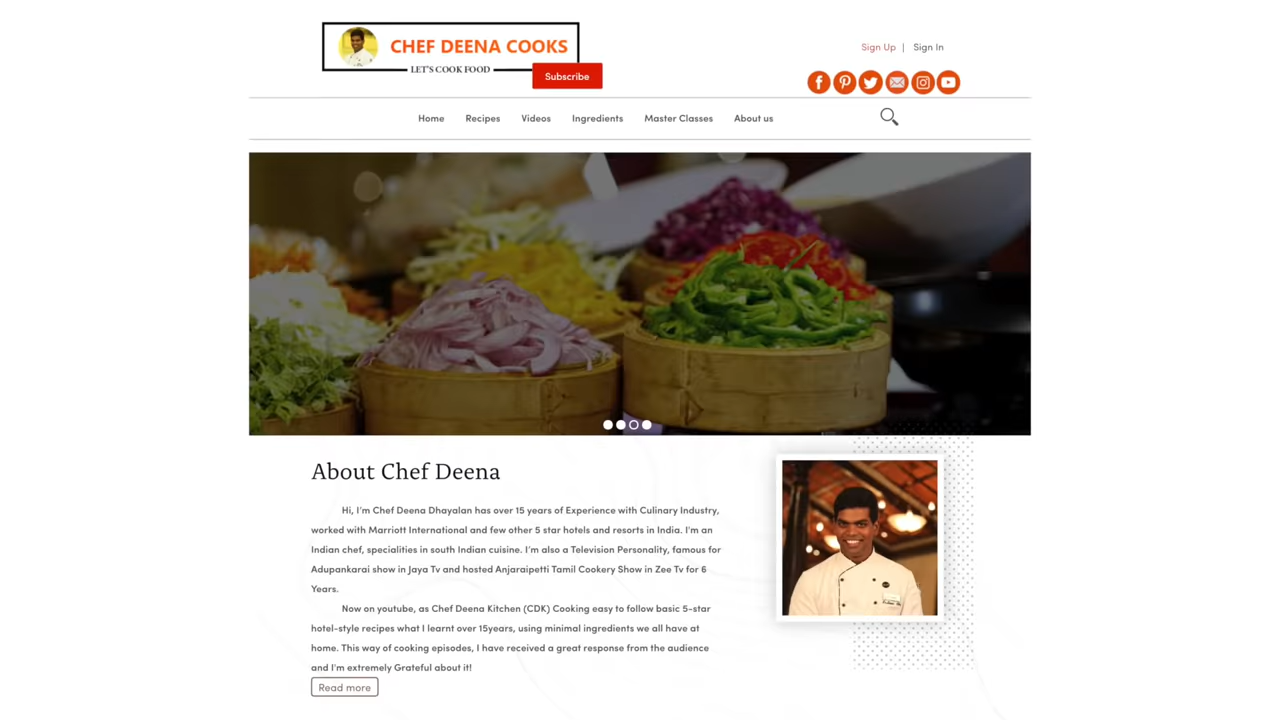 CHEF DEENA COOKS
LET'S COOK FOOD
Subscribe
Sign Up | Sign In
Home Recipes Videos Ingredients Master Classes About us
About Chef Deena
Hi, I'm Chef Deena Dhayalan has over 15 years of Experience with Culinary Industry,
worked with Marriott International and few other 5 star hotels and resorts in India. I'm an
Indian chef, specialities in south Indian cuisine. I'm also a Television Personality, famous for
Adupankarai show in Jaya Tv and hosted Anjaraipetti Tamil Cookery Show in Zee Tv for 6
Years.
Now on youtube, as Chef Deena Kitchen (CDK) Cooking easy to follow basic 5-star
hotel-style recipes what I learnt over 15years, using minimal ingredients we all have at
home. This way of cooking episodes, I have received a great response from the audience
and I'm extremely Grateful about it!
Read more